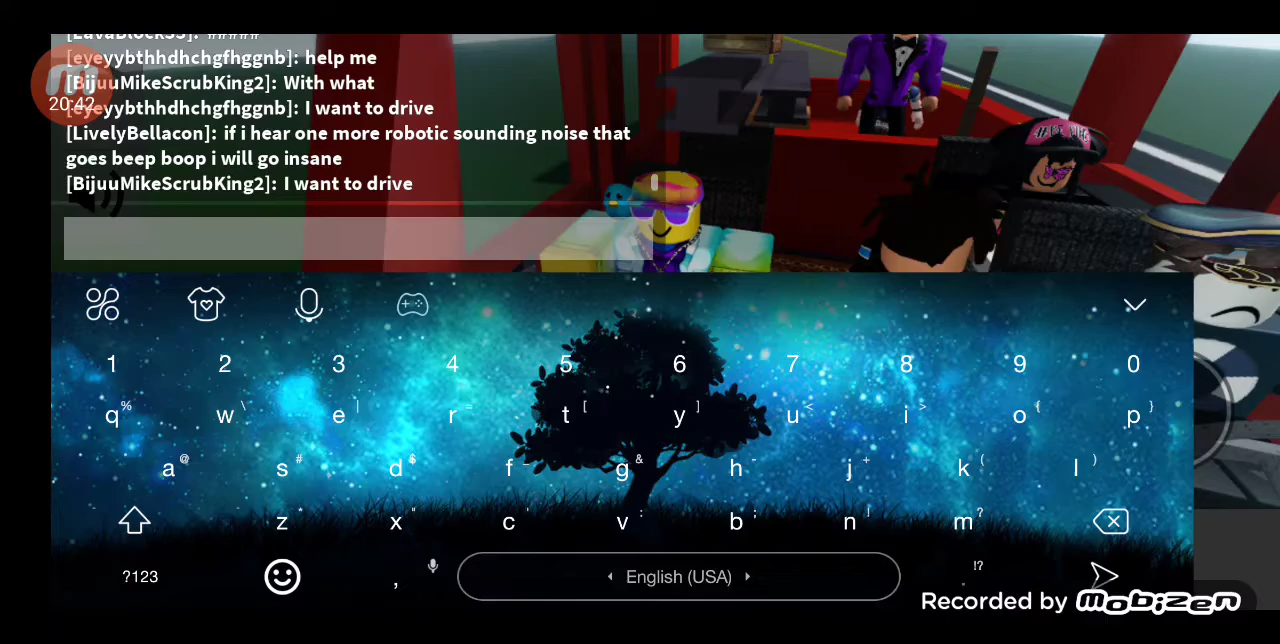 [LavaBlock55]: #####
[eyeyybthhdhchgfhggnb]: help me
[BijuuMikeScrubKing2]: With what
20:42
[eyeyybthhdhchgfhggnb]: I want to drive
[LivelyBellacon]: if i hear one more robotic sounding noise that
goes beep boop i will go insane
[BijuuMikeScrubKing2]: I want to drive
1 2 3 4 5 6 7 8 9 0
q% w\ e| r= t[ y] u< i> o{ p}
a@ s# d$ f_ g& h- j+ k( l)
z* x" c' v: b; n! m?
?123 , English (USA) . !?
Recorded by mobizen